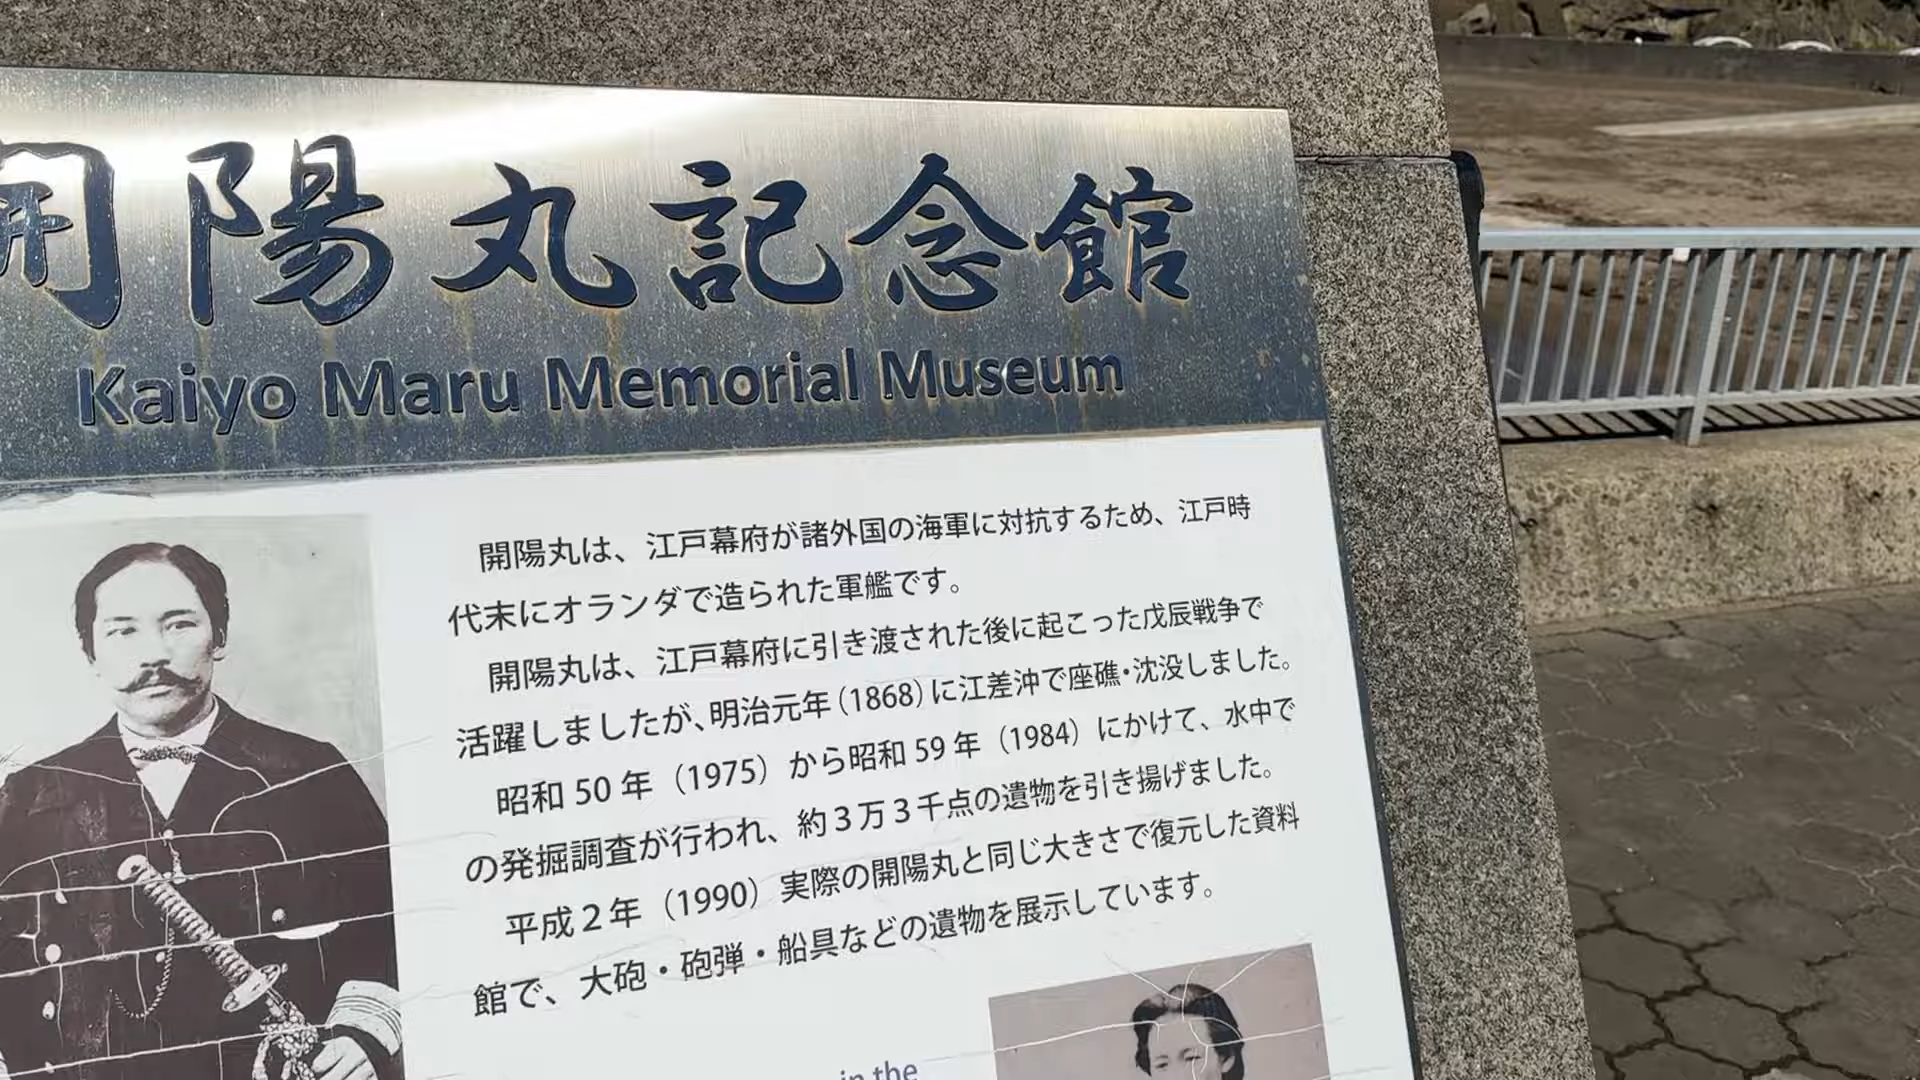 開陽丸記念館
Kaiyo Maru Memorial Museum
開陽丸は、江戸幕府が諸外国の海軍に対抗するため、江戸時
代末にオランダで造られた軍艦です。
開陽丸は、江戸幕府に引き渡された後に起こった戊辰戦争で
活躍しましたが、明治元年(1868)に江差沖で座礁・沈没しました。
昭和50年(1975)から昭和59年(1984)にかけて、水中で
の発掘調査が行われ、約3万3千点の遺物を引き揚げました。
平成2年(1990)実際の開陽丸と同じ大きさで復元した資料
館で、大砲・砲弾・船具などの遺物を展示しています。
in the